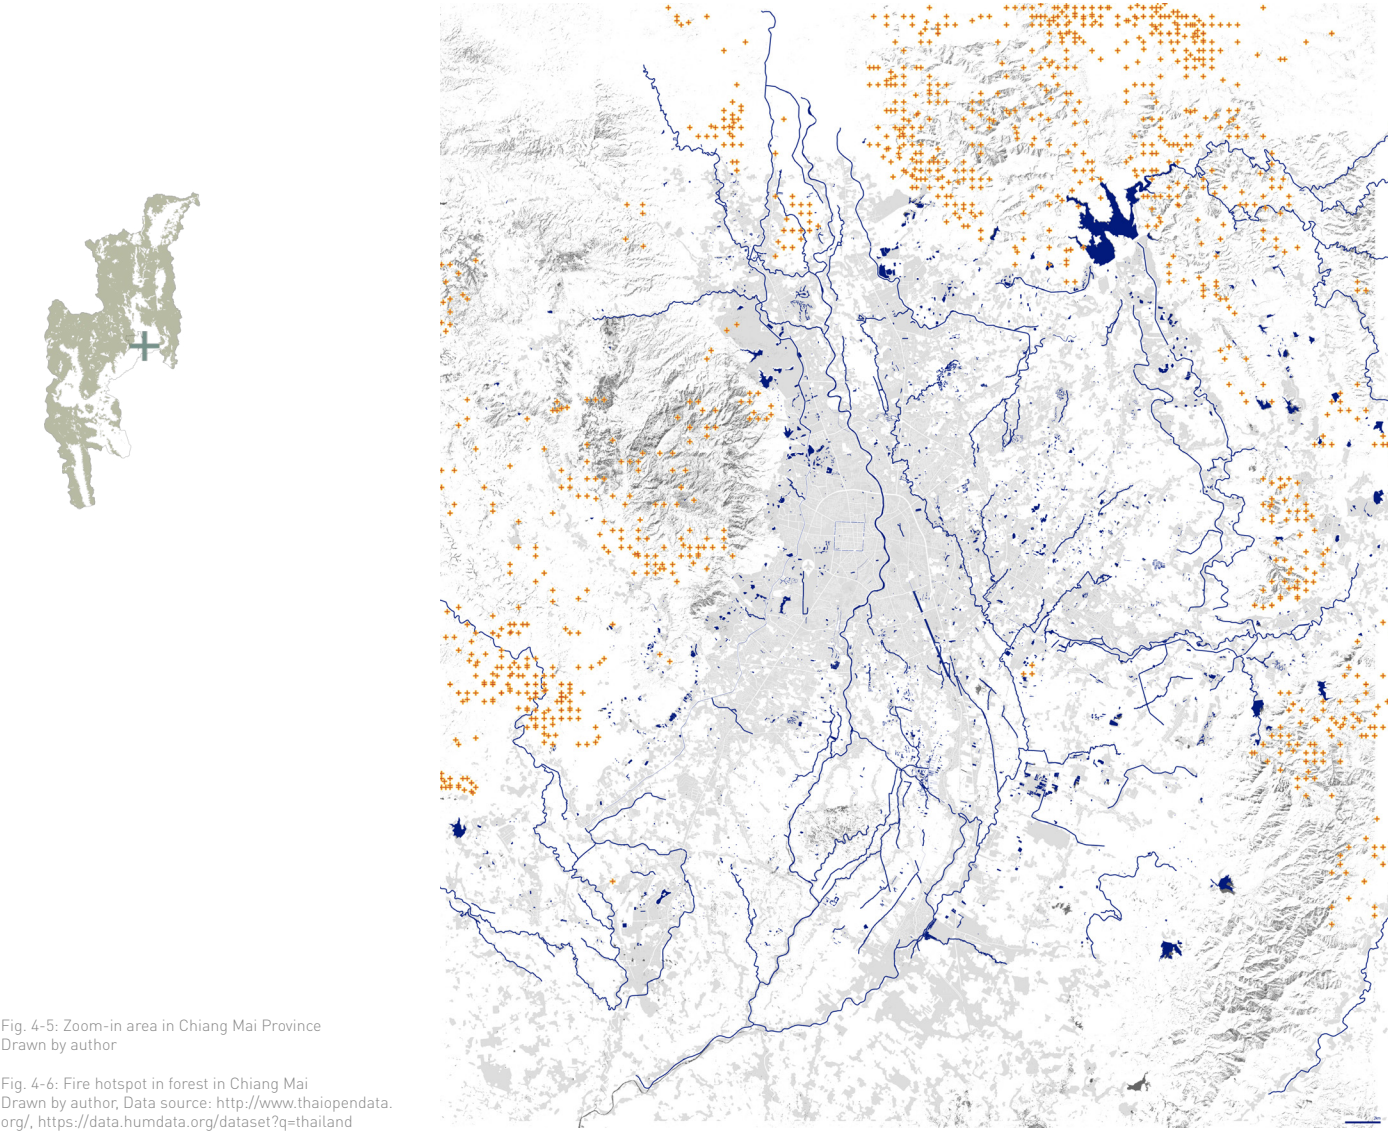 Fig. 4-5: Zoom-in area in Chiang Mai Province
Drawn by author
Fig. 4-6: Fire hotspot in forest in Chiang Mai
Drawn by author, Data source: http://www.thaiopendata.
org/, https://data.humdata.org/dataset?q=thailand